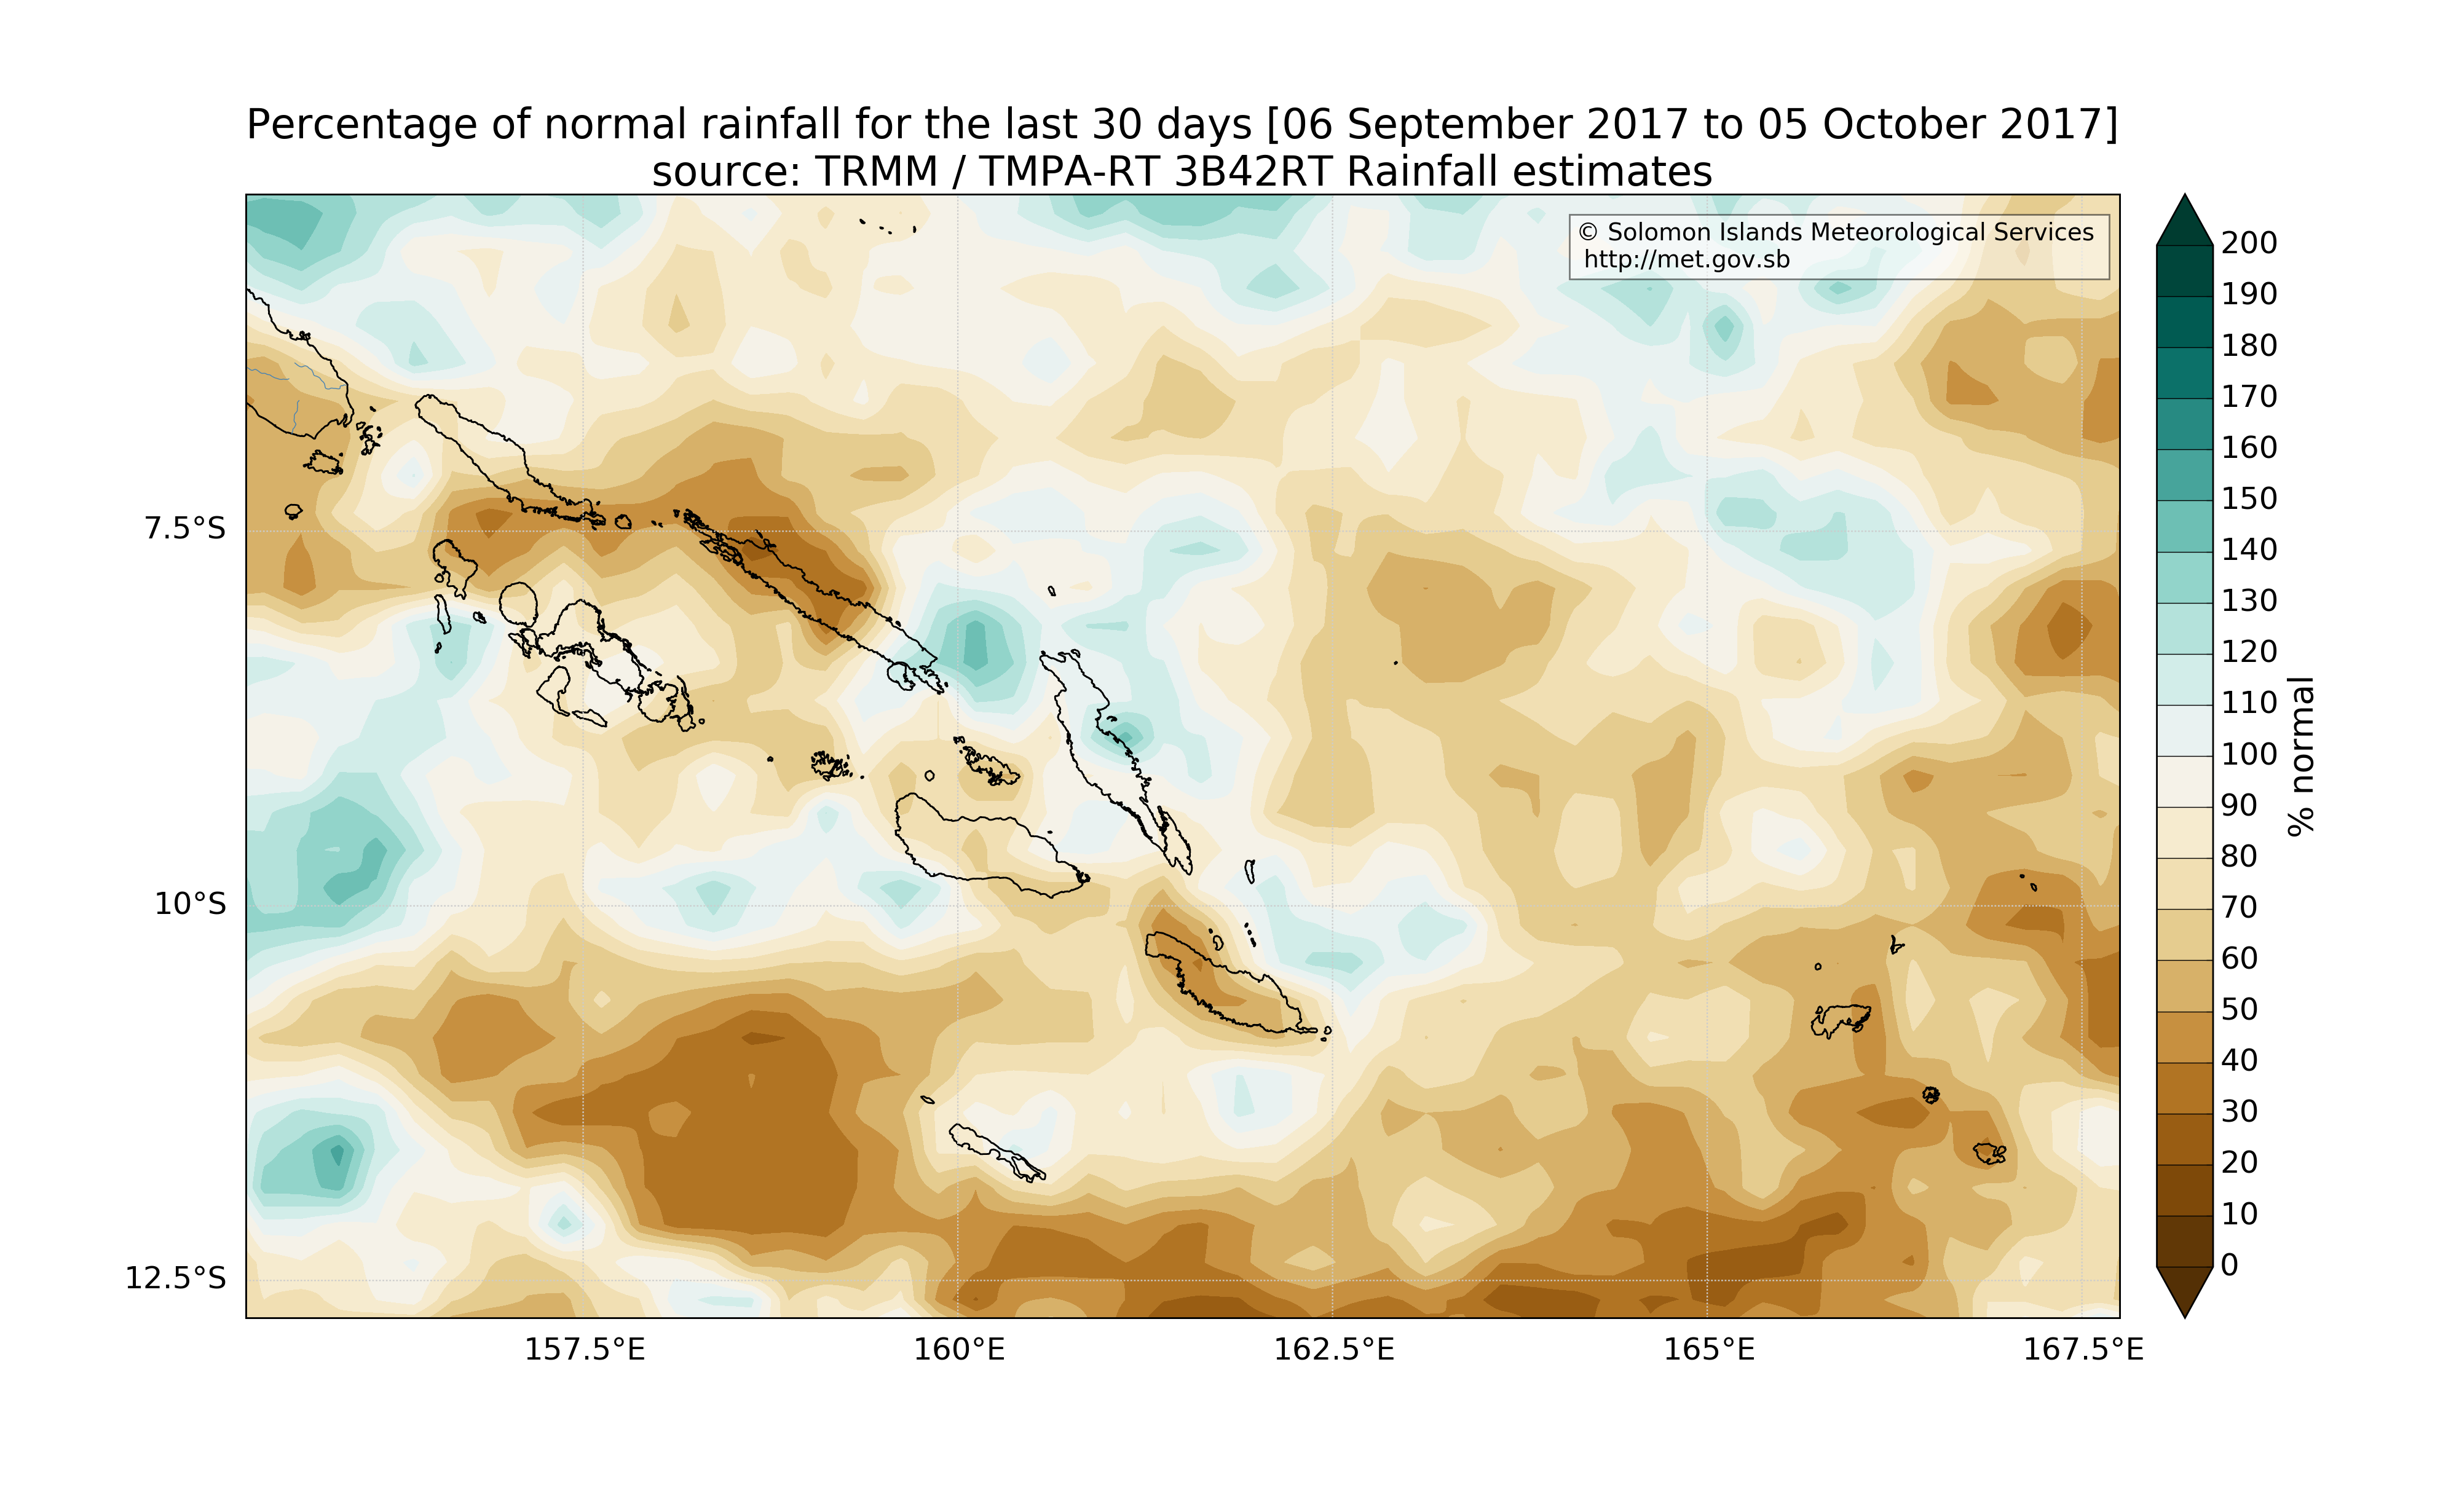 Percentage of normal rainfall for the last 30 days [06 September 2017 to 05 October 2017]
source: TRMM / TMPA-RT 3B42RT Rainfall estimates
© Solomon Islands Meteorological Services
http://met.gov.sb
7.5°S
10°S
12.5°S
157.5°E
160°E
162.5°E
165°E
167.5°E
200
190
180
170
160
150
140
130
120
110
100
90
80
70
60
50
40
30
20
10
0
% normal